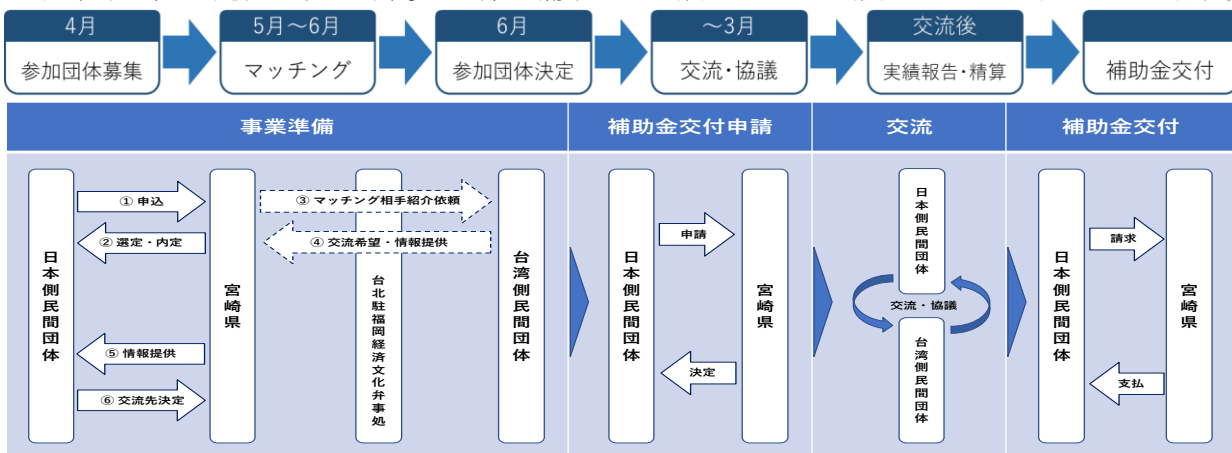 4月
参加団体募集
5月～6月
マッチング
6月
参加団体決定
～3月
交流・協議
交流後
実績報告・精算
補助金交付
事業準備
補助金交付申請
交流
補助金交付
日本側民間団体
① 申込
② 選定・内定
⑤ 情報提供
⑥ 交流先決定
宮崎県
③ マッチング相手紹介依頼
④ 交流希望・情報提供
台北駐福岡経済文化弁事処
台湾側民間団体
日本側民間団体
申請
決定
宮崎県
日本側民間団体
交流・協議
台湾側民間団体
日本側民間団体
請求
支払
宮崎県